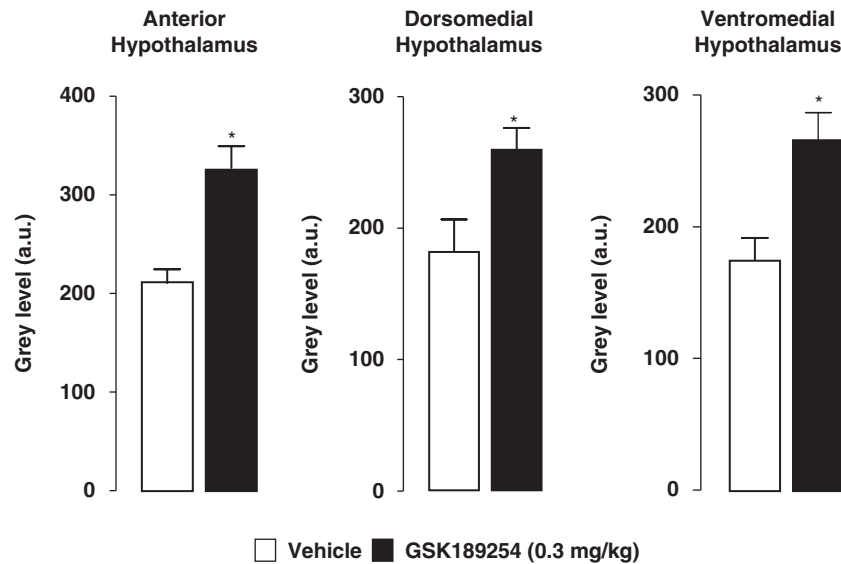 Anterior
Hypothalamus
Grey level (a.u.)
400
300
200
100
0
*
Dorsomedial
Hypothalamus
Grey level (a.u.)
300
200
100
0
*
Ventromedial
Hypothalamus
Grey level (a.u.)
300
200
100
0
*
Vehicle GSK189254 (0.3 mg/kg)